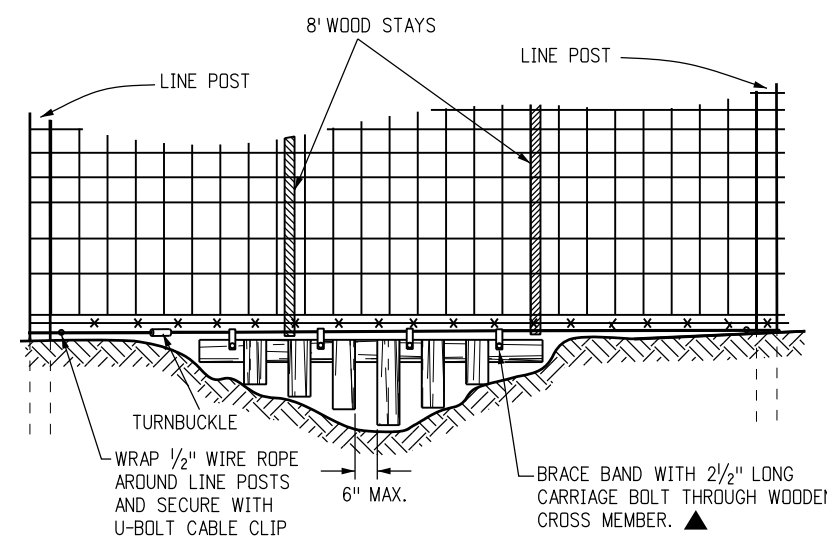 8' WOOD STAYS
LINE POST
LINE POST
TURNBUCKLE
WRAP 1/2" WIRE ROPE
AROUND LINE POSTS
AND SECURE WITH
U-BOLT CABLE CLIP
6" MAX.
BRACE BAND WITH 2 1/2" LONG
CARRIAGE BOLT THROUGH WOODEN
CROSS MEMBER. ▲